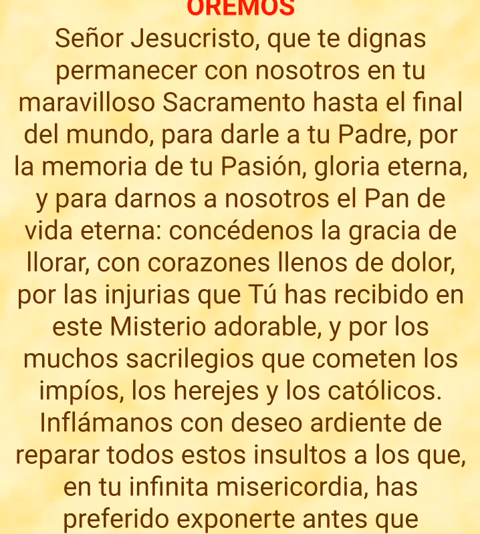 OREMOS
Señor Jesucristo, que te dignas
permanecer con nosotros en tu
maravilloso Sacramento hasta el final
del mundo, para darle a tu Padre, por
la memoria de tu Pasión, gloria eterna,
y para darnos a nosotros el Pan de
vida eterna: concédenos la gracia de
llorar, con corazones llenos de dolor,
por las injurias que Tú has recibido en
este Misterio adorable, y por los
muchos sacrilegios que cometen los
impíos, los herejes y los católicos.
Inflámanos con deseo ardiente de
reparar todos estos insultos a los que,
en tu infinita misericordia, has
preferido exponerte antes que